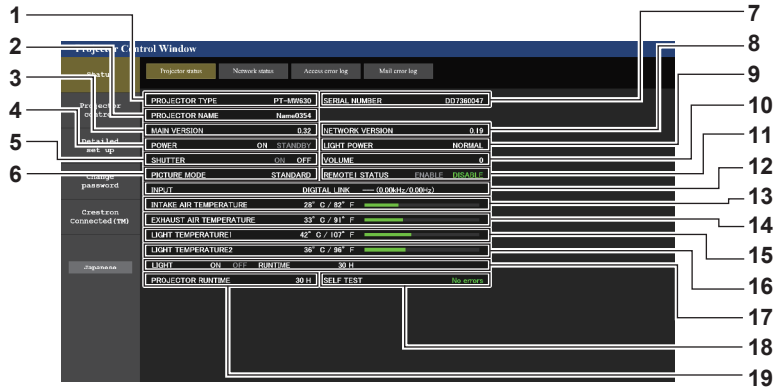 1
2
3
4
5
6
7
8
9
10
11
12
13
14
15
16
17
18
19
Projector Control Window
Status
Projector status Network status Access error log Mail error log
Projector control
Detailed set up
Change password
Crestron Connected(TM)
Japanese
PROJECTOR TYPE PT-MW630 SERIAL NUMBER DD7360047
PROJECTOR NAME Name0354
MAIN VERSION 0.32 NETWORK VERSION 0.19
POWER ON STANDBY LIGHT POWER NORMAL
SHUTTER ON OFF VOLUME 0
PICTURE MODE STANDARD REMOTE1 STATUS ENABLE DISABLE
INPUT DIGITAL LINK --- (0.00kHz/0.00Hz)
INTAKE AIR TEMPERATURE 28° C / 82° F
EXHAUST AIR TEMPERATURE 33° C / 91° F
LIGHT TEMPERATURE1 42° C / 107° F
LIGHT TEMPERATURE2 36° C / 96° F
LIGHT ON OFF RUNTIME 30 H
PROJECTOR RUNTIME 30 H SELF TEST No errors